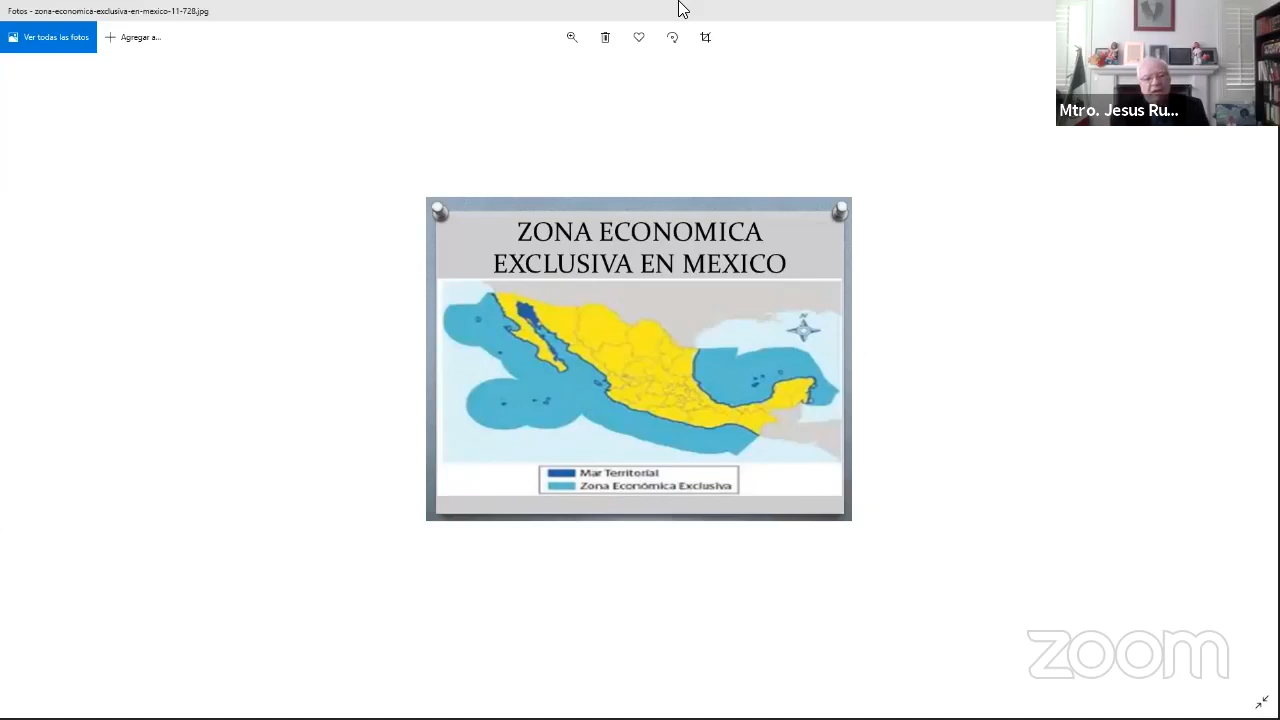 Fotos - zona-economica-exclusiva-en-mexico-11-728.jpg
Ver todas las fotos
Agregar a...
Mtro. Jesus Ru...
ZONA ECONOMICA
EXCLUSIVA EN MEXICO
N
Mar Territorial
Zona Económica Exclusiva
zoom